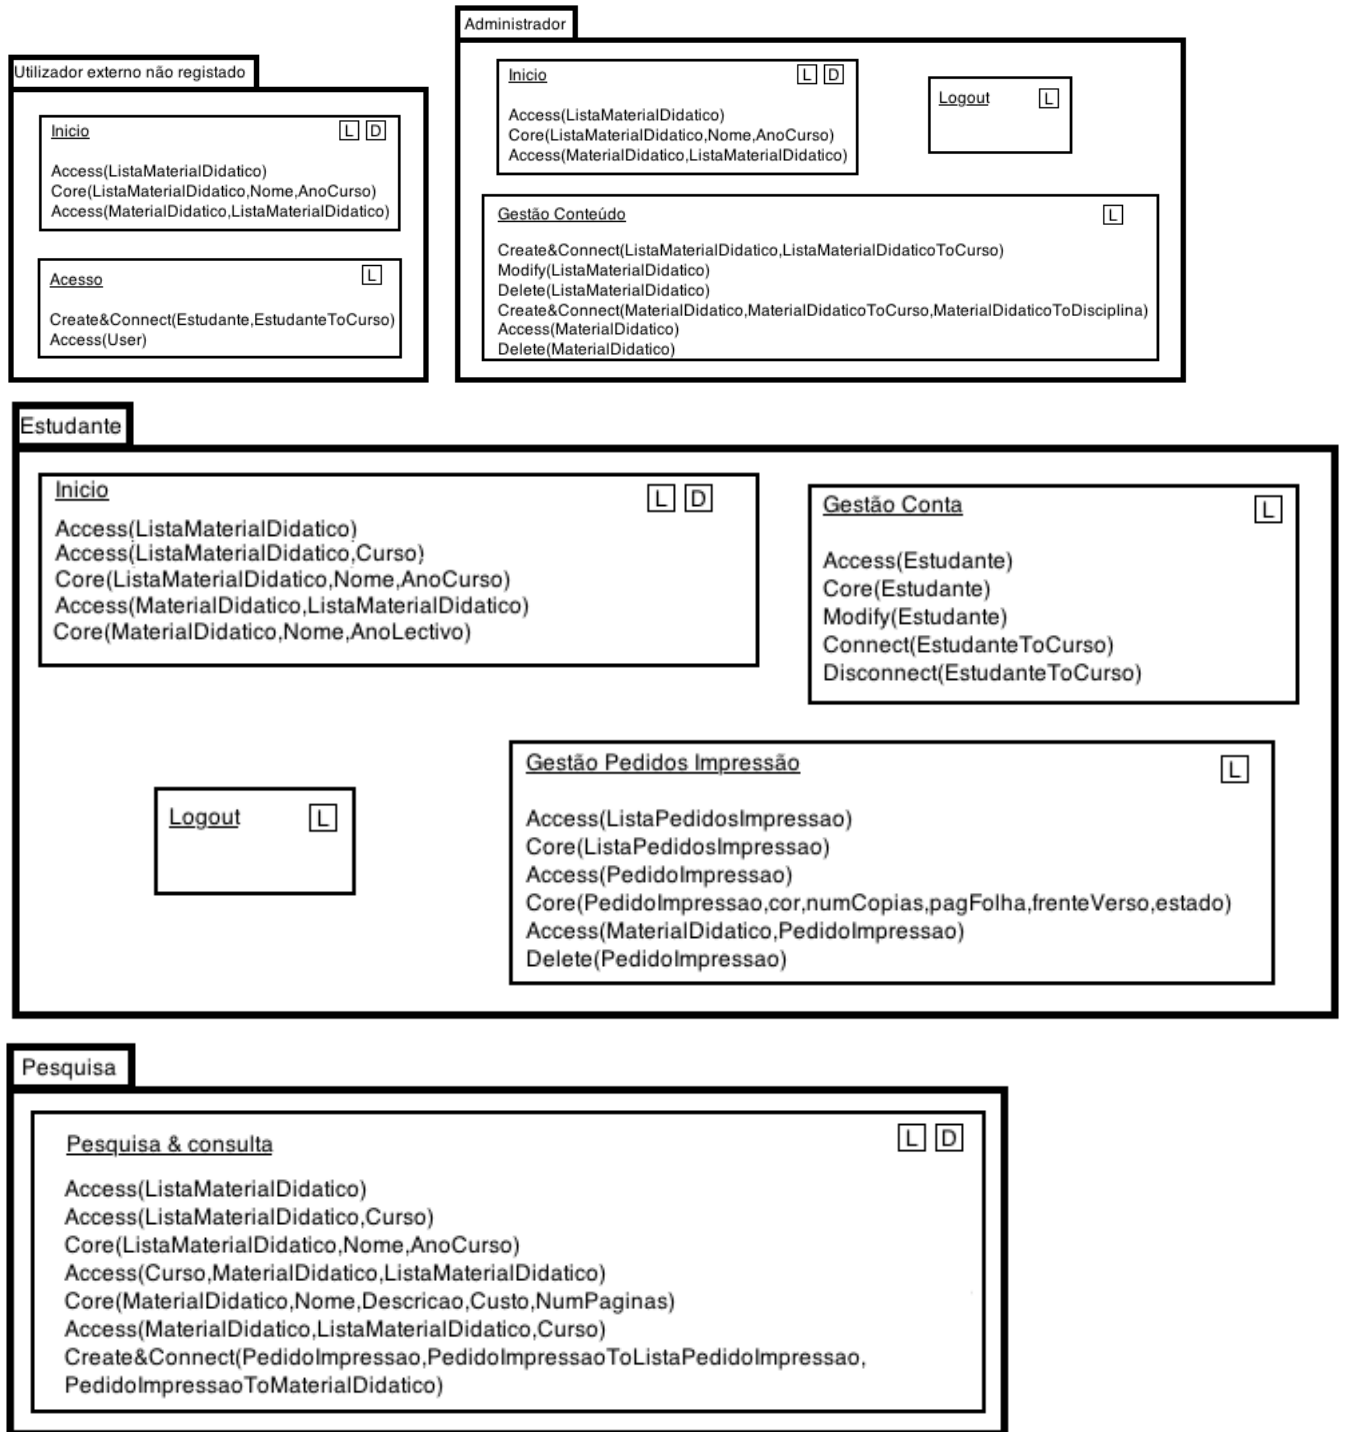 Utilizador externo não registado
Inicio
L D
Access(ListaMaterialDidatico)
Core(ListaMaterialDidatico,Nome,AnoCurso)
Access(MaterialDidatico,ListaMaterialDidatico)
Acesso
L
Create&Connect(Estudante,EstudanteToCurso)
Access(User)
Administrador
Inicio
L D
Access(ListaMaterialDidatico)
Core(ListaMaterialDidatico,Nome,AnoCurso)
Access(MaterialDidatico,ListaMaterialDidatico)
Logout
L
Gestão Conteúdo
L
Create&Connect(ListaMaterialDidatico,ListaMaterialDidaticoToCurso)
Modify(ListaMaterialDidatico)
Delete(ListaMaterialDidatico)
Create&Connect(MaterialDidatico,MaterialDidaticoToCurso,MaterialDidaticoToDisciplina)
Access(MaterialDidatico)
Delete(MaterialDidatico)
Estudante
Inicio
L D
Access(ListaMaterialDidatico)
Access(ListaMaterialDidatico,Curso)
Core(ListaMaterialDidatico,Nome,AnoCurso)
Access(MaterialDidatico,ListaMaterialDidatico)
Core(MaterialDidatico,Nome,AnoLectivo)
Gestão Conta
L
Access(Estudante)
Core(Estudante)
Modify(Estudante)
Connect(EstudanteToCurso)
Disconnect(EstudanteToCurso)
Logout
L
Gestão Pedidos Impressão
L
Access(ListaPedidosImpressao)
Core(ListaPedidosImpressao)
Access(PedidoImpressao)
Core(PedidoImpressao,cor,numCopias,pagFolha,frenteVerso,estado)
Access(MaterialDidatico,PedidoImpressao)
Delete(PedidoImpressao)
Pesquisa
Pesquisa & consulta
L D
Access(ListaMaterialDidatico)
Access(ListaMaterialDidatico,Curso)
Core(ListaMaterialDidatico,Nome,AnoCurso)
Access(Curso,MaterialDidatico,ListaMaterialDidatico)
Core(MaterialDidatico,Nome,Descricao,Custo,NumPaginas)
Access(MaterialDidatico,ListaMaterialDidatico,Curso)
Create&Connect(PedidoImpressao,PedidoImpressaoToListaPedidoImpressao,
PedidoImpressaoToMaterialDidatico)